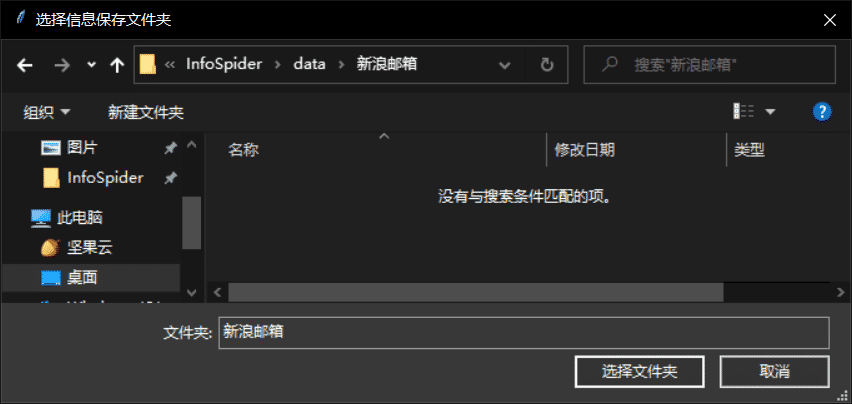 选择信息保存文件夹
« InfoSpider › data › 新浪邮箱
搜索"新浪邮箱"
组织
新建文件夹
图片
InfoSpider
此电脑
坚果云
桌面
名称
修改日期
类型
没有与搜索条件匹配的项。
文件夹:
新浪邮箱
选择文件夹
取消